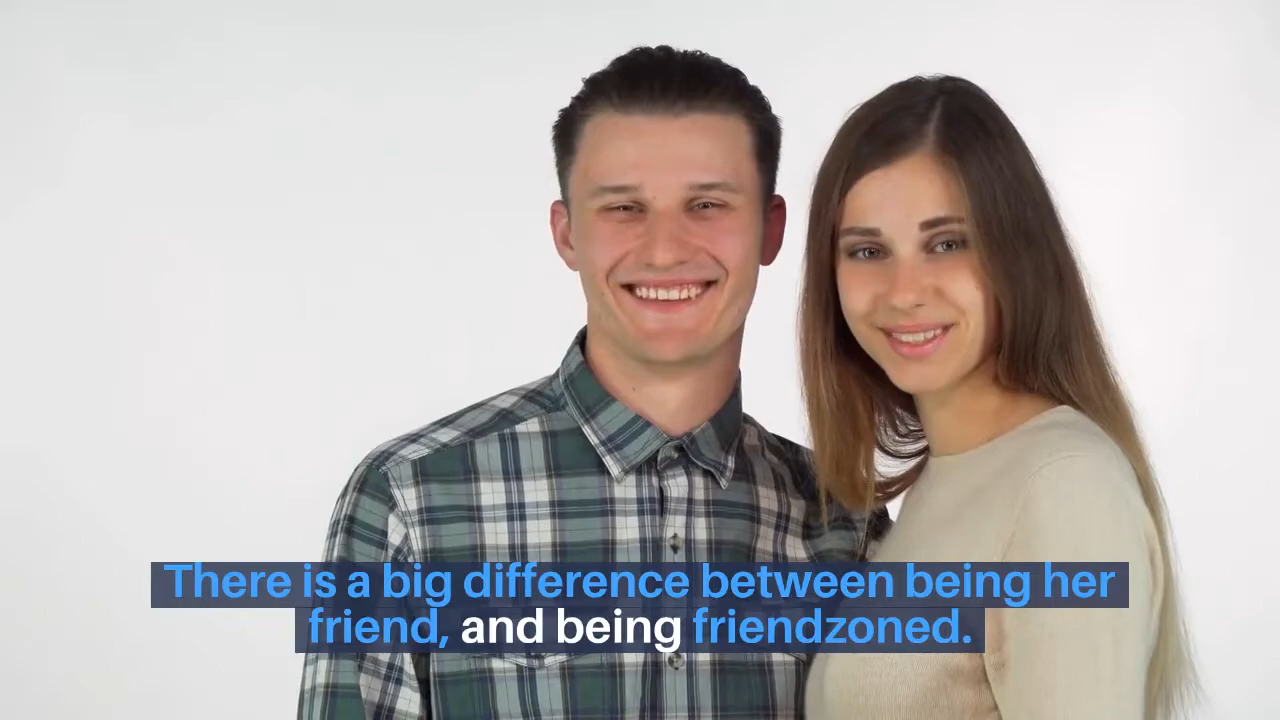 There is a big difference between being her
friend, and being friendzoned.